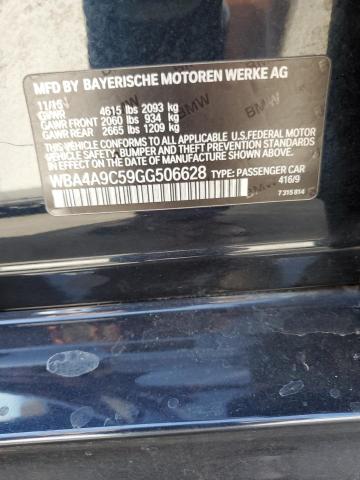 MFD BY BAYERISCHE MOTOREN WERKE AG
11/15
GVWR 4615 lbs 2093 kg
GAWR FRONT 2060 lbs 934 kg
GAWR REAR 2665 lbs 1209 kg
THIS VEHICLE CONFORMS TO ALL APPLICABLE U.S.FEDERAL MOTOR
VEHICLE SAFETY, BUMPER, AND THEFT PREVENTION STANDARDS
IN EFFECT ON THE DATE OF MANUFACTURE SHOWN ABOVE.
WBA4A9C59GG506628 TYPE: PASSENGER CAR
416/9
7 315 814
BMW
BMW
BMW